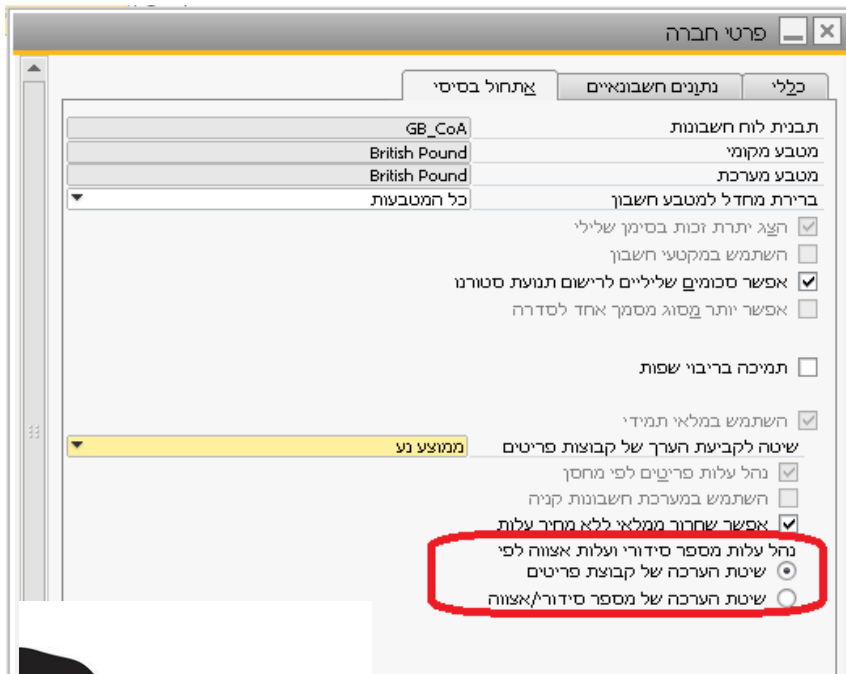 פרטי חברה
כללי נתונים חשבונאיים אתחול בסיסי
תבנית לוח חשבונות GB_CoA
מטבע מקומי British Pound
מטבע מערכת British Pound
ברירת מחדל למטבע חשבון כל המטבעות
הצג יתרת זכות בסימן שלילי
השתמש במקטעי חשבון
אפשר סכומים שליליים לרישום תנועת סטורנו
אפשר יותר מסוג מסמך אחד לסדרה
תמיכה בריבוי שפות
השתמש במלאי תמידי
שיטה לקביעת הערך של קבוצות פריטים ממוצע נע
נהל עלות פריטים לפי מחסן
השתמש במערכת חשבונות קניה
אפשר שחרור ממלאי ללא מחיר עלות
נהל עלות מספר סידורי ועלות אצווה לפי
שיטת הערכה של קבוצת פריטים
שיטת הערכה של מספר סידורי/אצווה